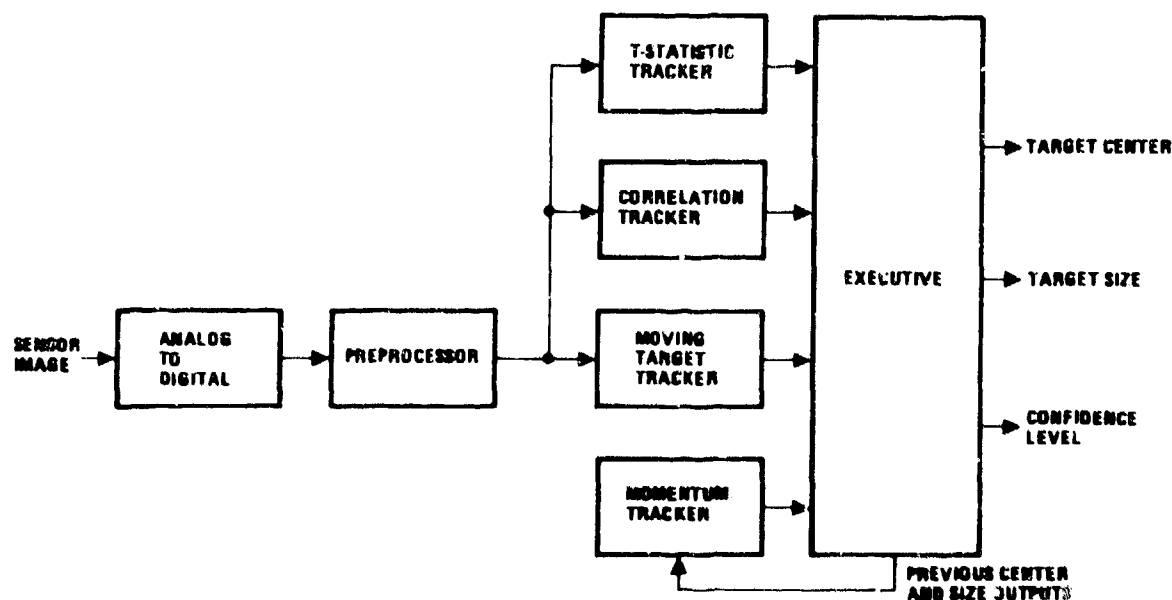 T-STATISTIC
TRACKER
CORRELATION
TRACKER
MOVING
TARGET
TRACKER
MOMENTUM
TRACKER
SENSOR
IMAGE
ANALOG
TO
DIGITAL
PREPROCESSOR
EXECUTIVE
TARGET CENTER
TARGET SIZE
CONFIDENCE
LEVEL
PREVIOUS CENTER
AND SIZE OUTPUTS